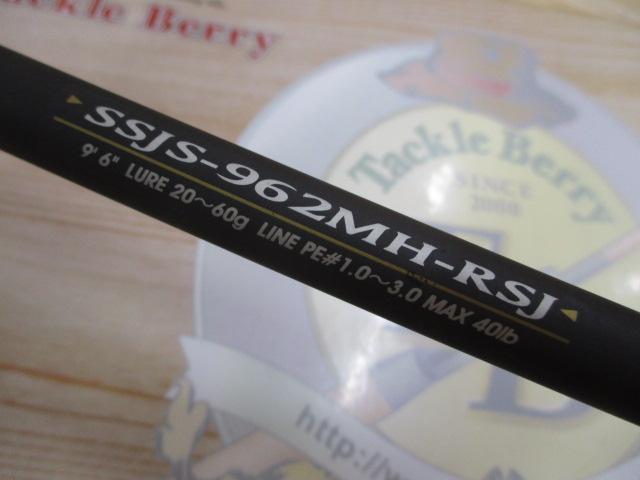 Tackle Berry
Tackle Berry
SINCE
2000
SSJS-962MH-RSJ
9'6" LURE 20~60g LINE PE#1.0~3.0 MAX 40lb
http://